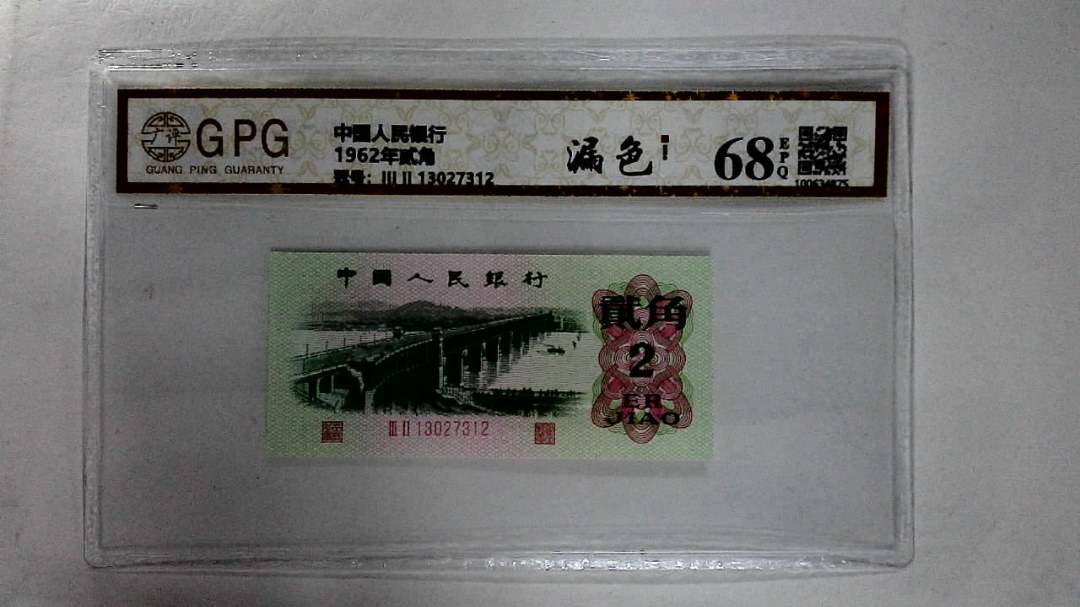 GPG
GUANG PING GUARANTY
中國人民银行
1962年贰角
冠号: III II 13027312
漏色
68 EPQ
100634875
中國人民銀行
貳角
2
ER
JIAO
III II 13027312